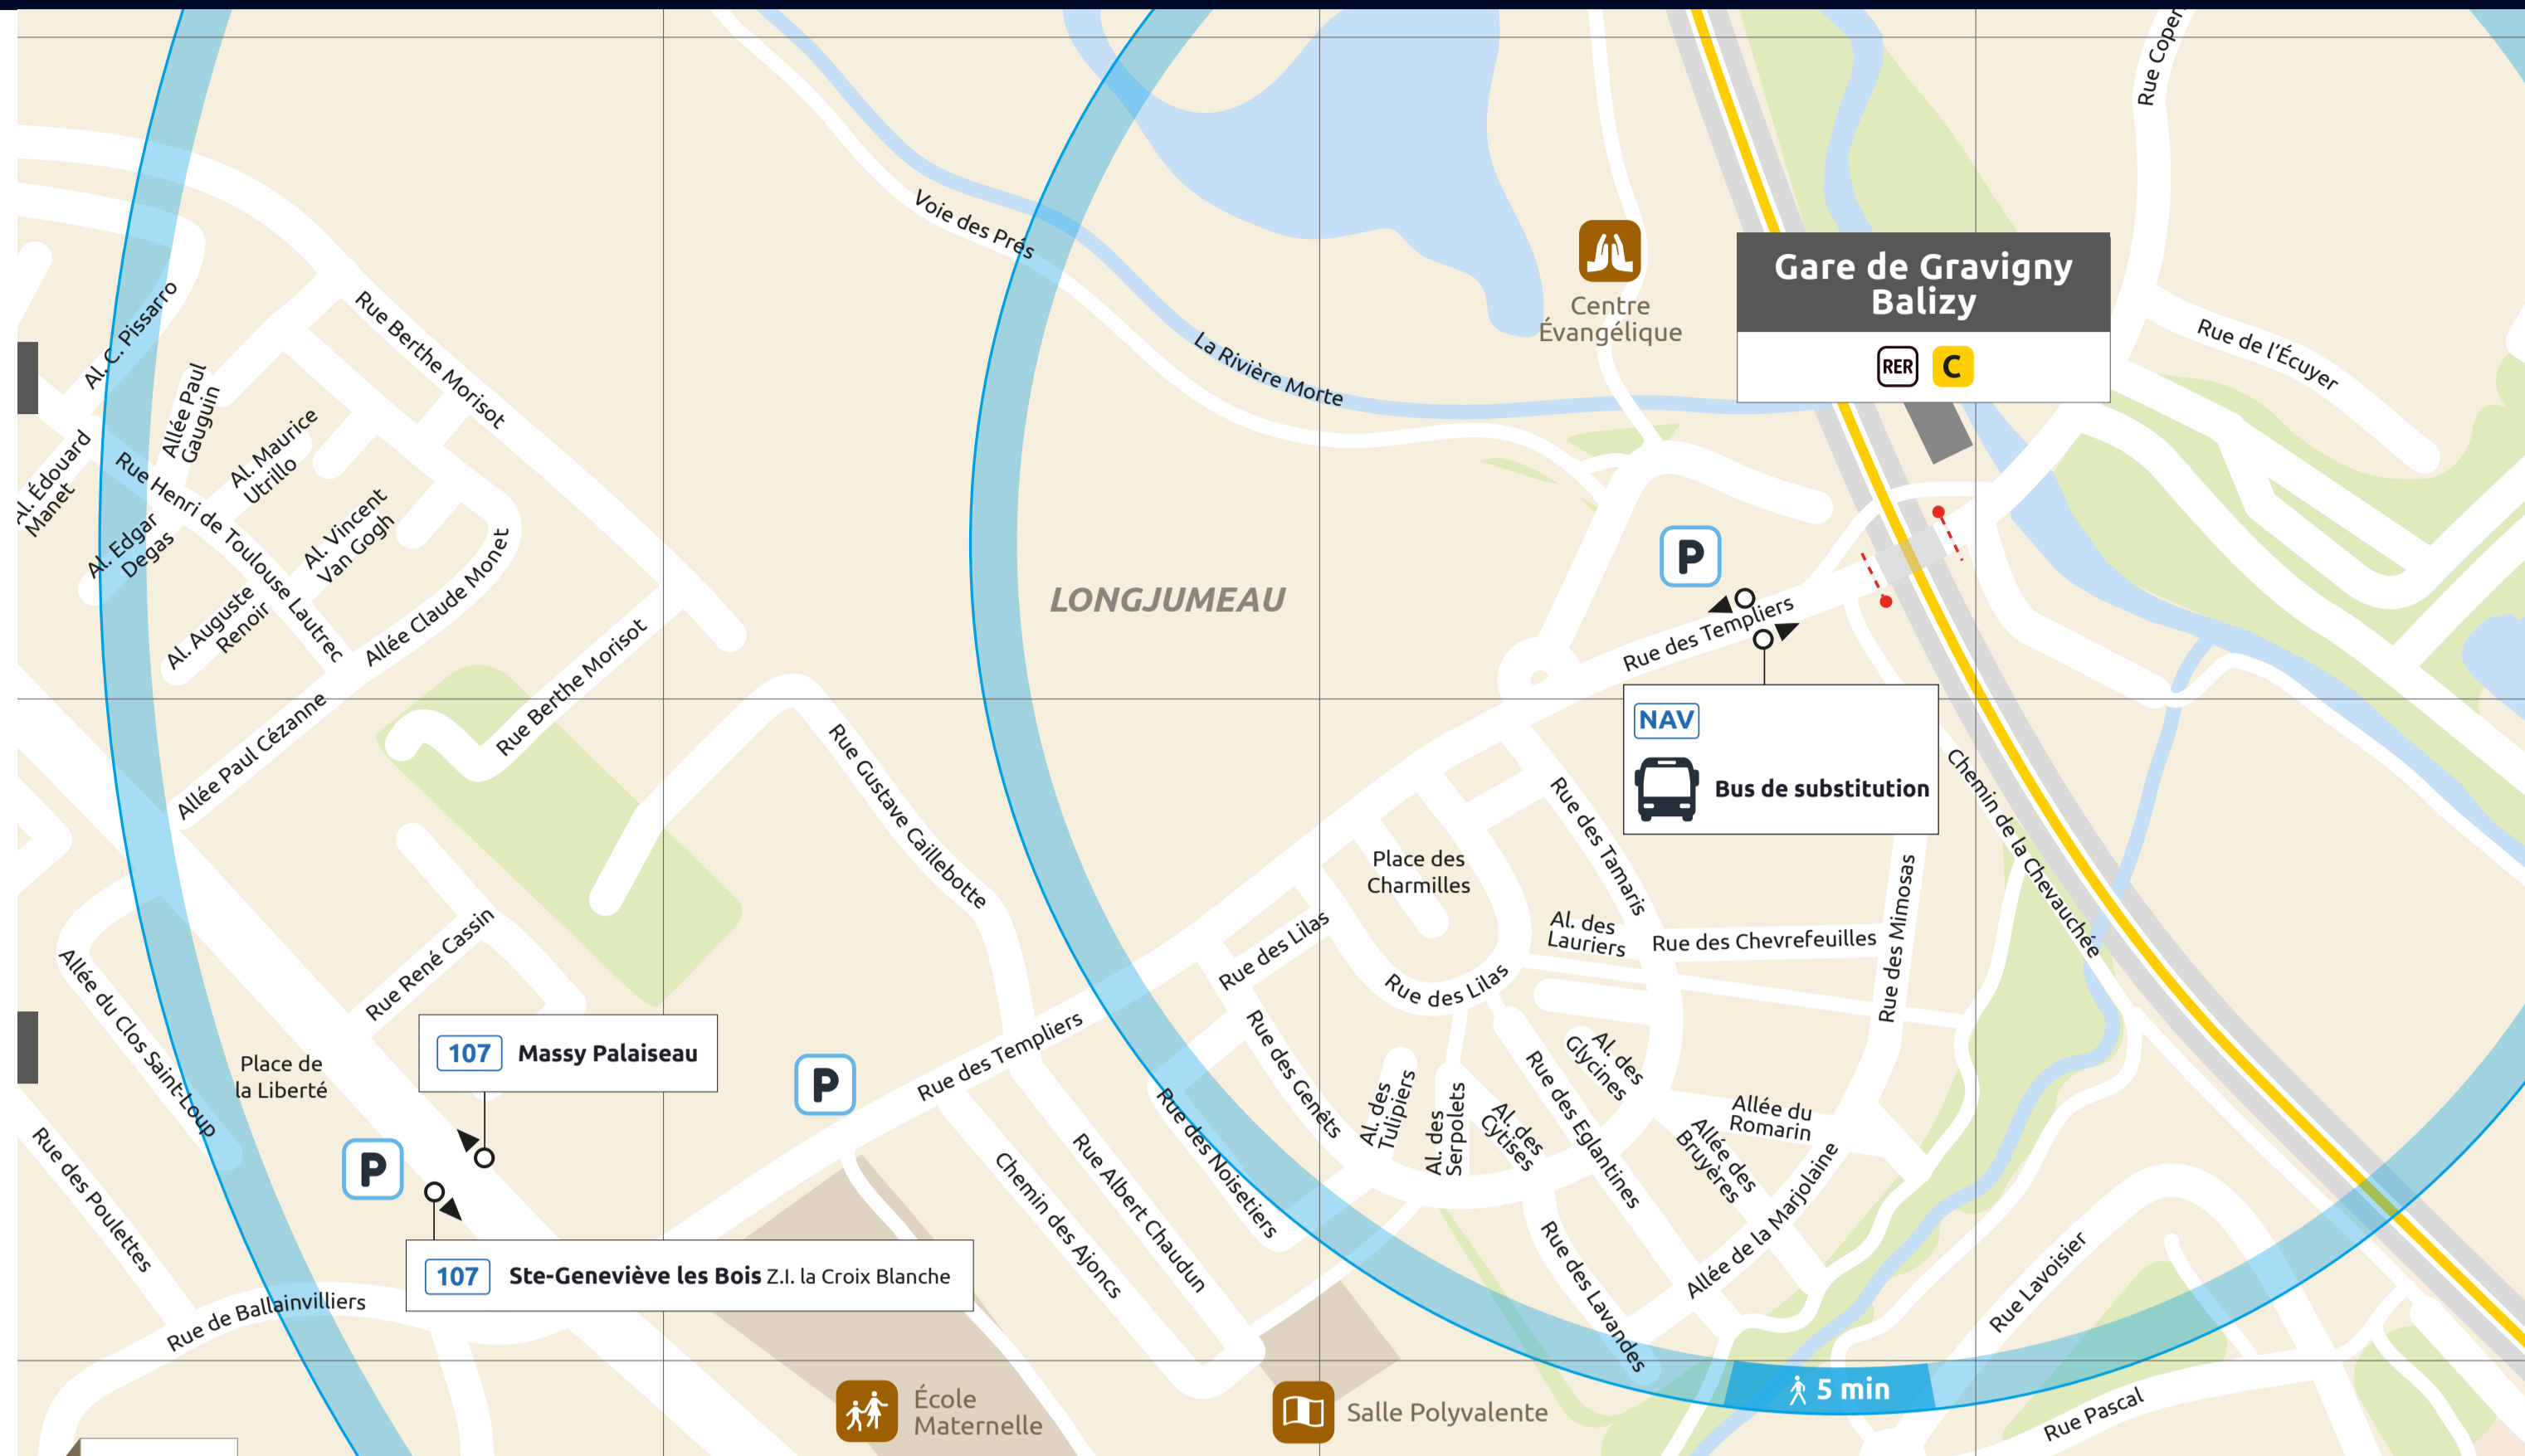 Rue Coper
Voie des Prés
Gare de Gravigny
Balizy
RER
C
Centre
Évangélique
Rue de l'Écuyer
Al. C. Pissarro
Rue Berthe Morisot
La Rivière Morte
Allée Paul
Gauguin
Al. Maurice
Utrillo
Al. Édouard
Manet
Rue Henri de Toulouse Lautrec
Al. Edgar
Degas
Al. Vincent
Van Gogh
Al. Auguste
Renoir
Allée Claude Monet
LONGJUMEAU
P
Rue des Templiers
Rue Berthe Morisot
Allée Paul Cézanne
NAV
Bus de substitution
Rue Gustave Caillebotte
Chemin de la Chevauchée
Rue des Tamaris
Place des
Charmilles
Rue des Lilas
Al. des
Lauriers
Rue des Chevrefeuilles
Rue des Mimosas
Rue René Cassin
Allée du Clos Saint-Loup
Rue des Lilas
107 Massy Palaiseau
Place de
la Liberté
P
Rue des Templiers
Rue des Genêts
Al. des
Glycines
Al. des
Tulipiers
Al. des
Serpolets
Al. des
Cytises
Rue des Eglantines
Allée du
Romarin
Allée des
Bruyères
Rue des Poulettes
P
Chemin des Ajoncs
Rue Albert Chaudun
Rue des Noisetiers
Allée de la Marjolaine
Rue des Lavandes
Rue Lavoisier
107 Ste-Geneviève les Bois Z.I. la Croix Blanche
Rue de Ballainvilliers
École
Maternelle
Salle Polyvalente
5 min
Rue Pascal